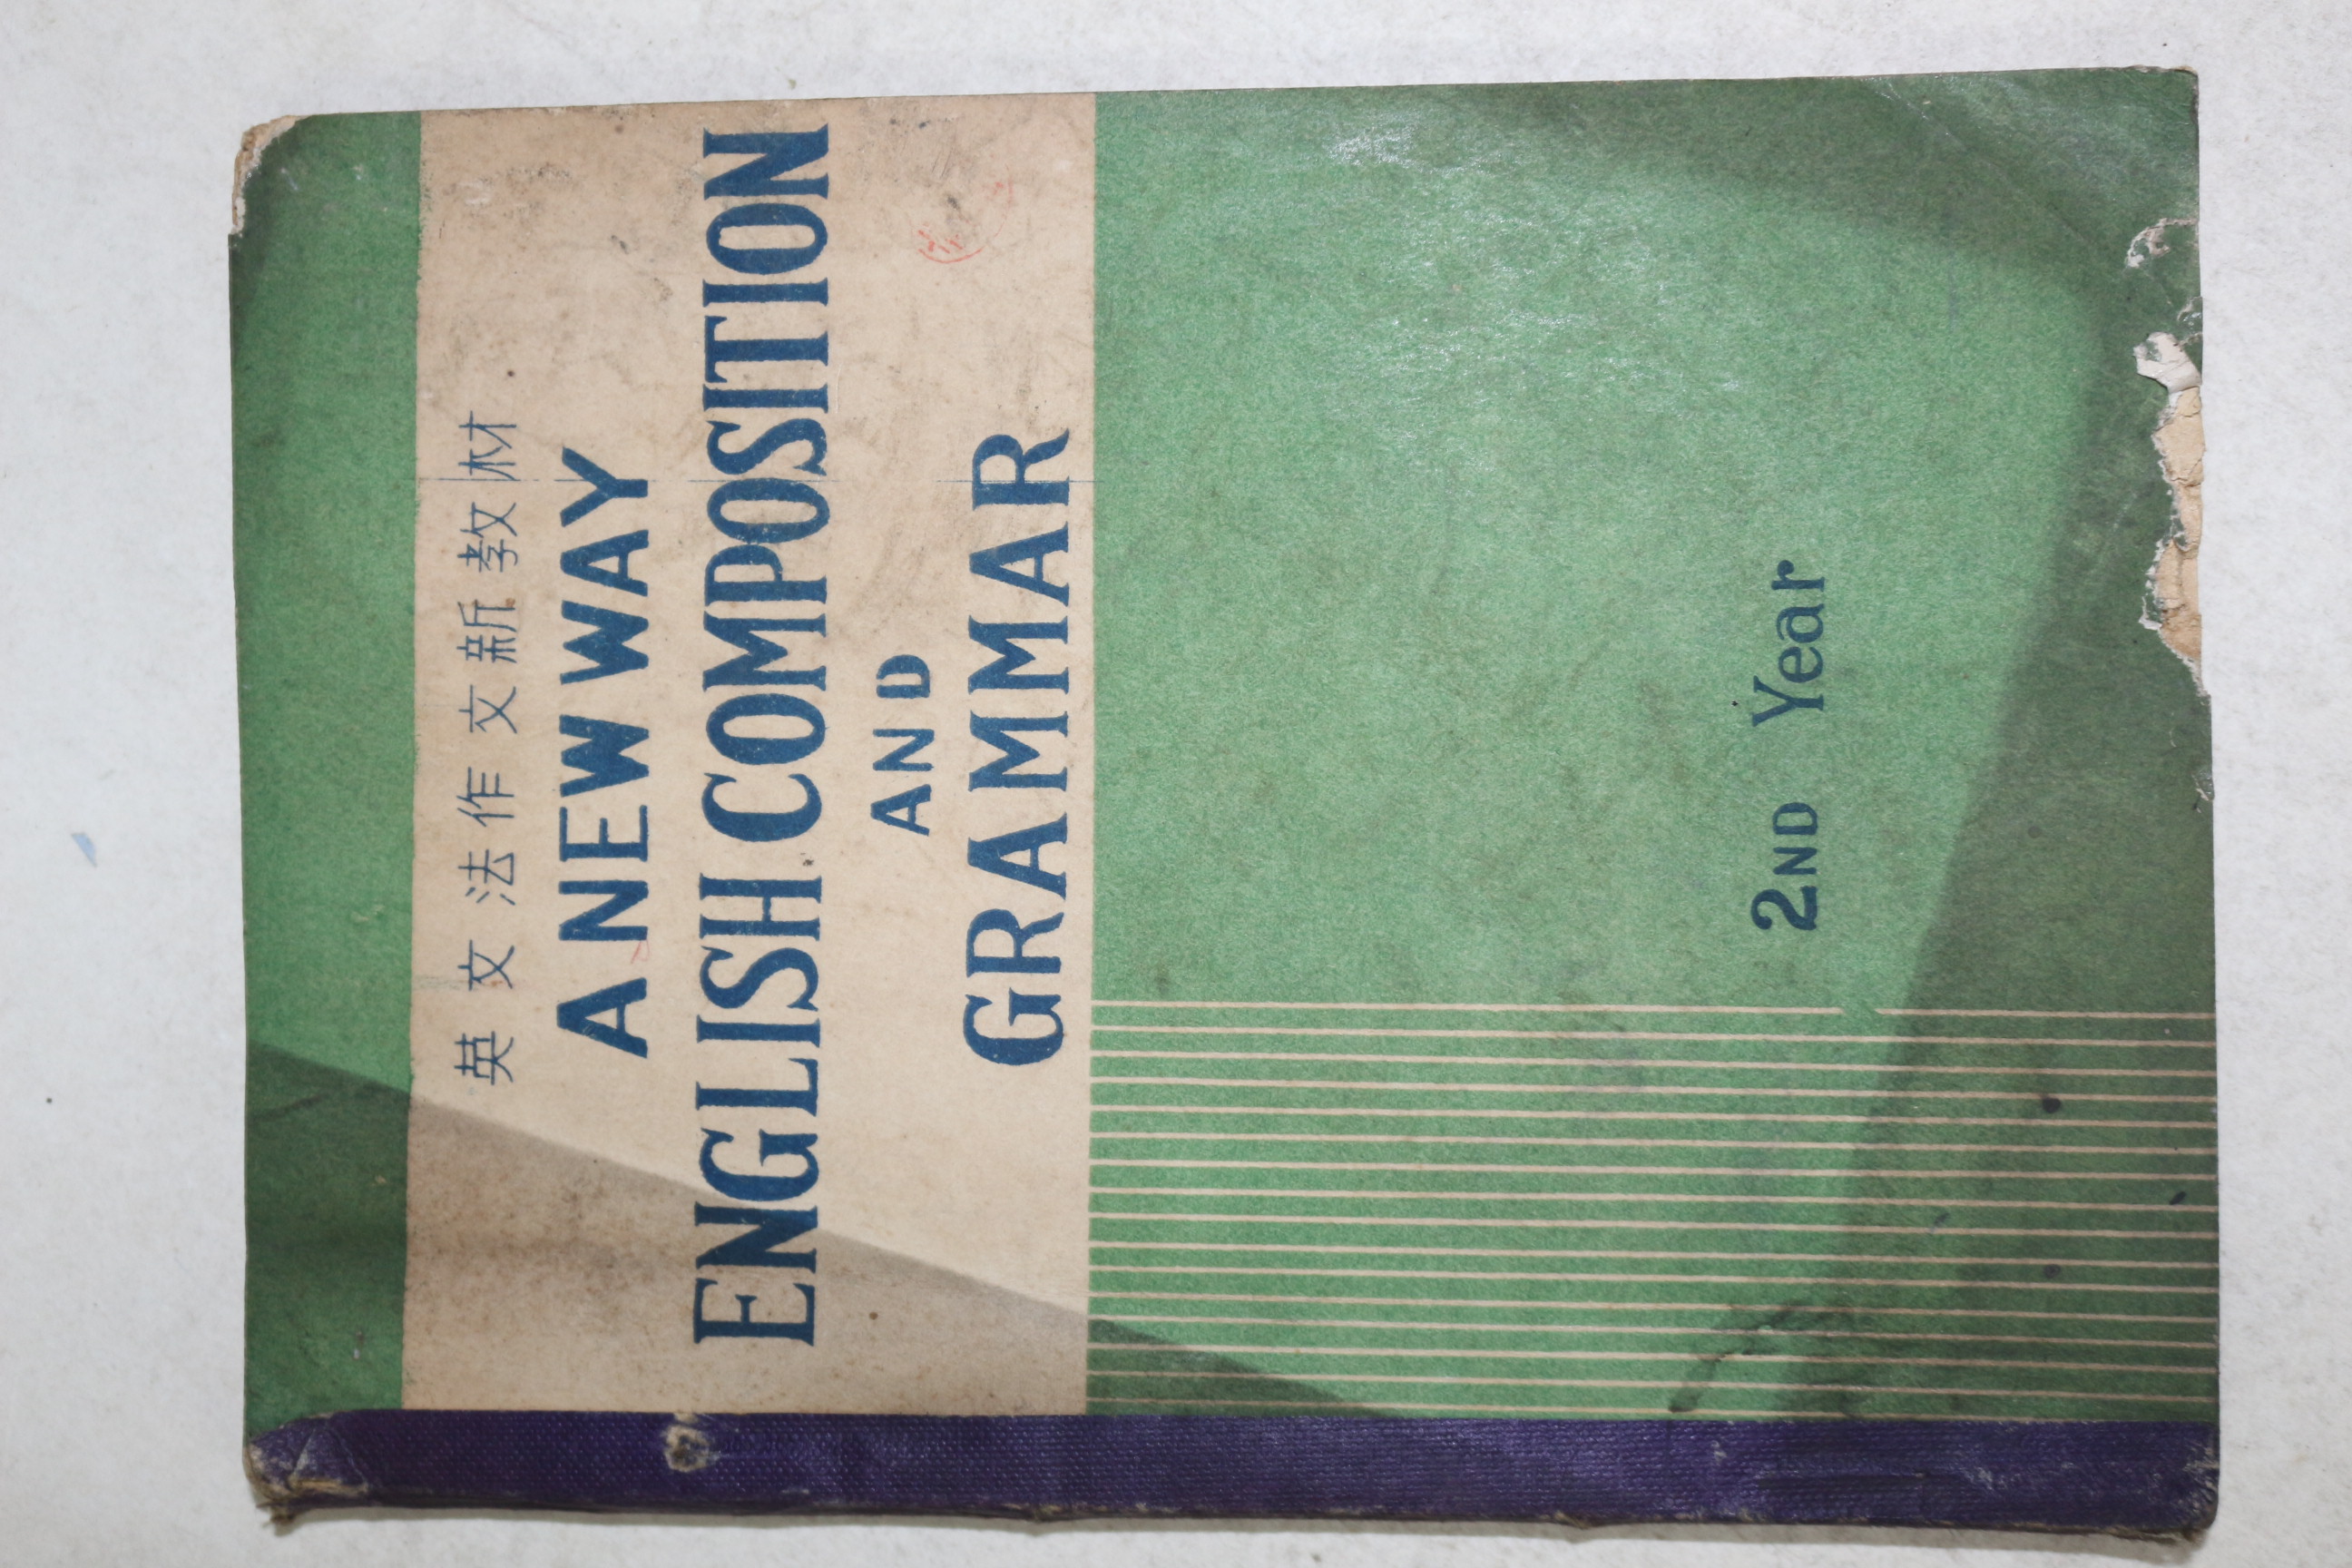 英文法作文新教材
A NEW WAY
ENGLISH COMPOSITION
AND
GRAMMAR
2ND Year